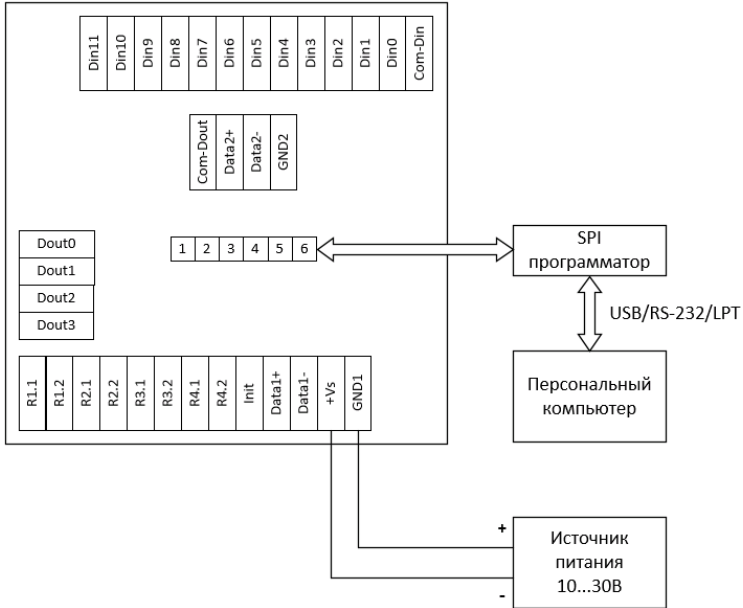 Din11
Din10
Din9
Din8
Din7
Din6
Din5
Din4
Din3
Din2
Din1
Din0
Com-Din
Com-Dout
Data2+
Data2-
GND2
Dout0
Dout1
Dout2
Dout3
1 2 3 4 5 6
SPI
программатор
USB/RS-232/LPT
Персональный
компьютер
R1.1
R1.2
R2.1
R2.2
R3.1
R3.2
R4.1
R4.2
Init
Data1+
Data1-
+Vs
GND1
+
-
Источник
питания
10...30В